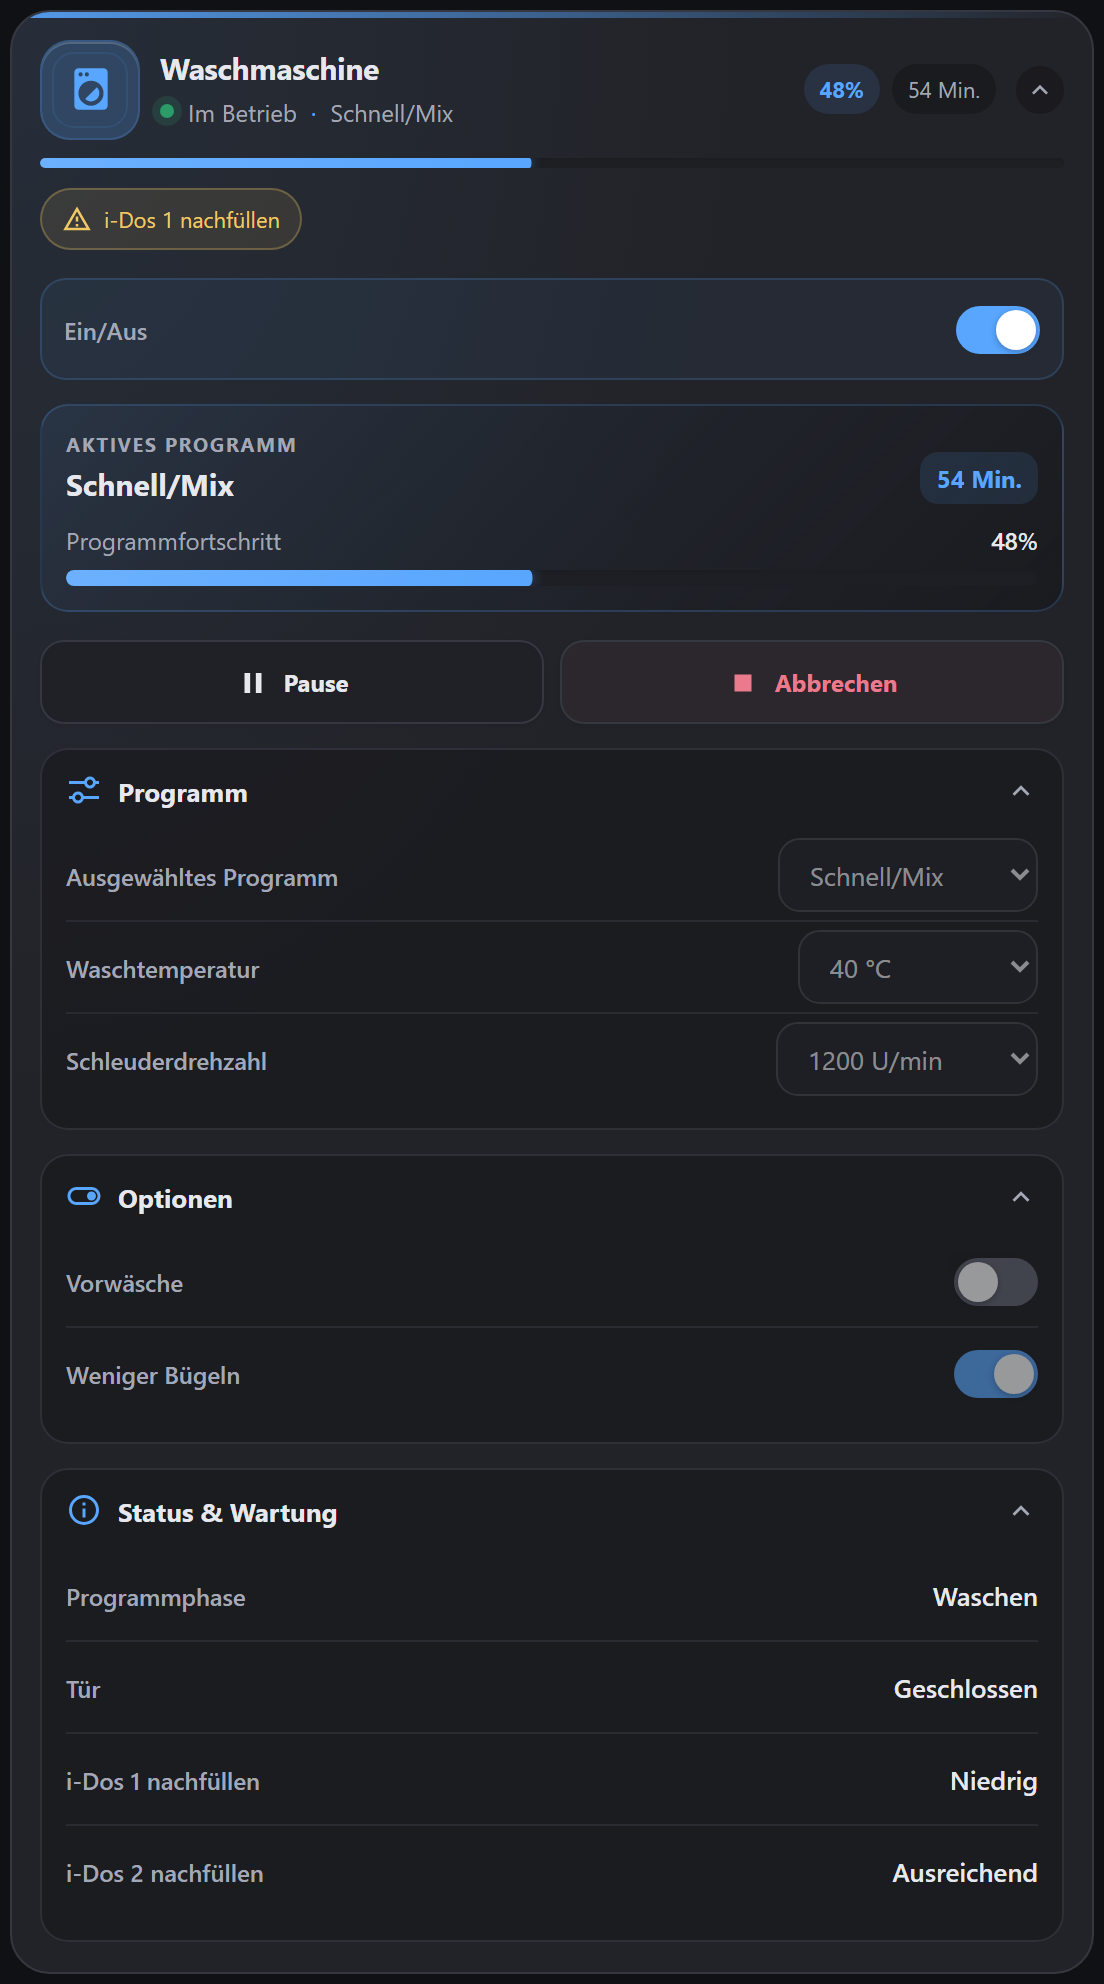 Waschmaschine
Im Betrieb · Schnell/Mix
48%
54 Min.
i-Dos 1 nachfüllen
Ein/Aus
AKTIVES PROGRAMM
Schnell/Mix
54 Min.
Programmfortschritt 48%
Pause
Abbrechen
Programm
Ausgewähltes Programm Schnell/Mix
Waschtemperatur 40 °C
Schleuderdrehzahl 1200 U/min
Optionen
Vorwäsche
Weniger Bügeln
Status & Wartung
Programmphase Waschen
Tür Geschlossen
i-Dos 1 nachfüllen Niedrig
i-Dos 2 nachfüllen Ausreichend